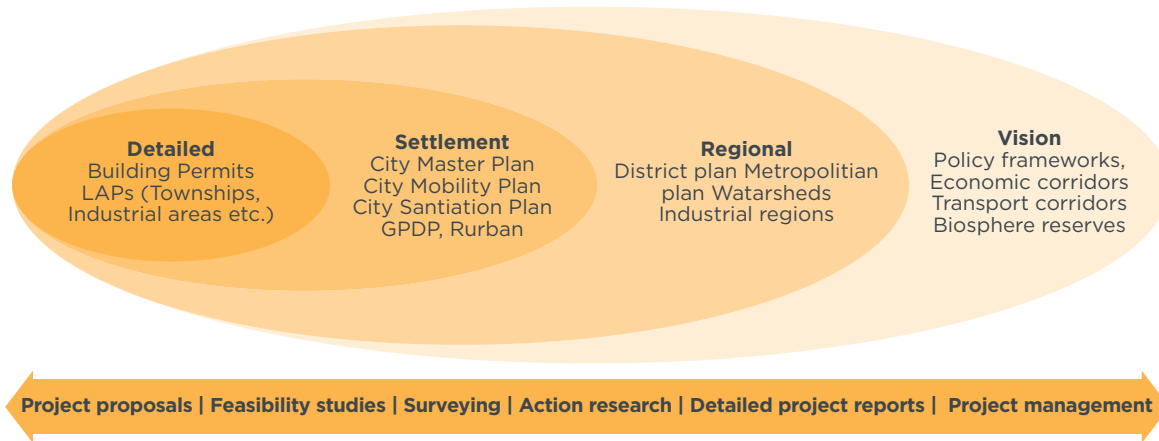 Detailed
Building Permits
LAPs (Townships,
Industrial areas etc.)
Settlement
City Master Plan
City Mobility Plan
City Santiation Plan
GPDP, Rurban
Regional
District plan Metropolitian
plan Watarsheds
Industrial regions
Vision
Policy frameworks,
Economic corridors
Transport corridors
Biosphere reserves
Project proposals | Feasibility studies | Surveying | Action research | Detailed project reports | Project management